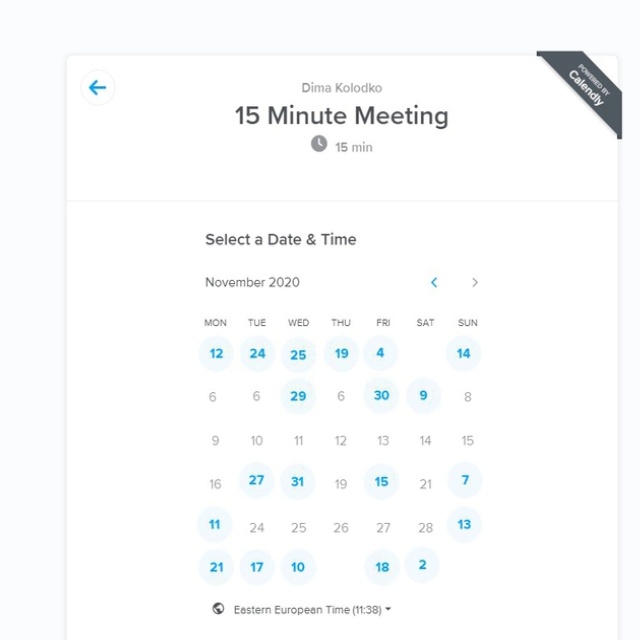 POWERED BY
Calendly
Dima Kolodko
15 Minute Meeting
15 min
Select a Date & Time
November 2020
MON TUE WED THU FRI SAT SUN
12 24 25 19 4 14
6 6 29 6 30 9 8
9 10 11 12 13 14 15
16 27 31 19 15 21 7
11 24 25 26 27 28 13
21 17 10 18 2
Eastern European Time (11:38)